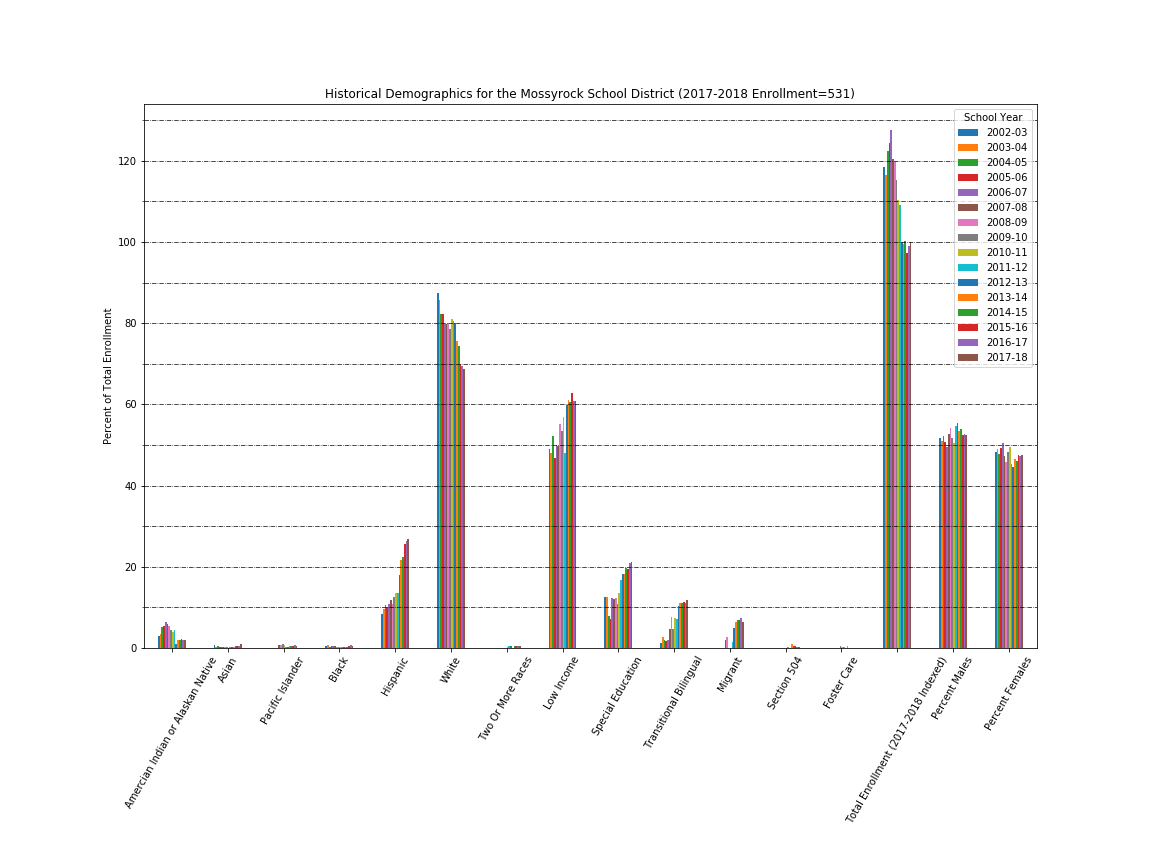 Historical Demographics for the Mossyrock School District (2017-2018 Enrollment=531)
Percent of Total Enrollment
120
100
80
60
40
20
0
School Year
2002-03
2003-04
2004-05
2005-06
2006-07
2007-08
2008-09
2009-10
2010-11
2011-12
2012-13
2013-14
2014-15
2015-16
2016-17
2017-18
Amercian Indian or Alaskan Native
Asian
Pacific Islander
Black
Hispanic
White
Two Or More Races
Low Income
Special Education
Transitional Bilingual
Migrant
Section 504
Foster Care
Total Enrollment (2017-2018 Indexed)
Percent Males
Percent Females